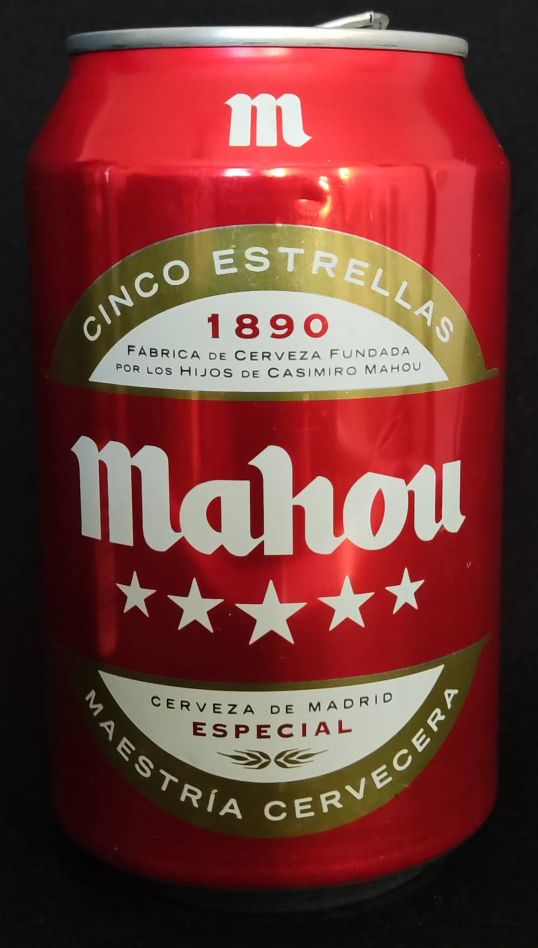 m
CINCO ESTRELLAS
1890
FÁBRICA DE CERVEZA FUNDADA
POR LOS HIJOS DE CASIMIRO MAHOU
Mahou
CERVEZA DE MADRID
ESPECIAL
MAESTRÍA CERVECERA